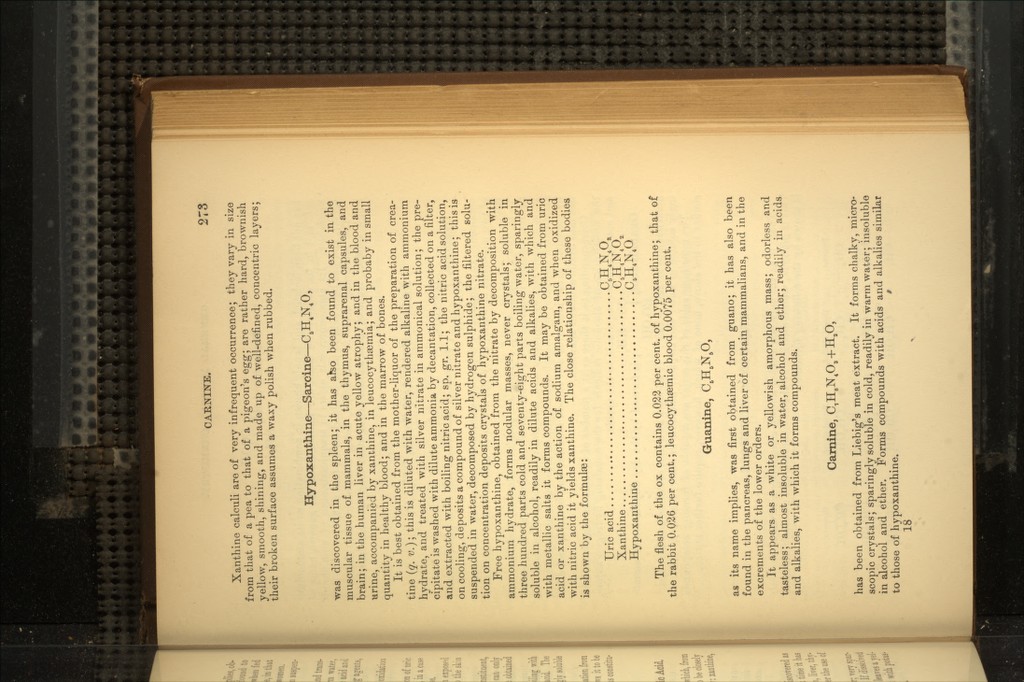 CARNINE. 273
Xanthine calculi are of very infrequent occurrence; they vary in size
from that of a pea to that of a pigeon's egg; are rather hard, brownish
yellow, smooth, shining, and made up of well-defined, concentric layers;
their broken surface assumes a waxy polish when rubbed.
Hypoxanthine—Sarcine—C₅H₄N₄O,
was discovered in the spleen; it has also been found to exist in the
muscular tissue of mammals, in the thymus, suprarenal capsules, and
brain; in the human liver in acute yellow atrophy; and in the blood and
urine, accompanied by xanthine, in leucocythæmia; and probaby in small
quantity in healthy blood; and in the marrow of bones.
It is best obtained from the mother-liquor of the preparation of crea-
tine (q. v.); this is diluted with water, rendered alkaline with ammonium
hydrate, and treated with silver nitrate in ammonical solution; the pre-
cipitate is washed with dilute ammonia by decantation, collected on a filter,
and extracted with boiling nitric acid; sp. gr. 1.1; the nitric acid solution,
on cooling, deposits a compound of silver nitrate and hypoxanthine; this is
suspended in water, decomposed by hydrogen sulphide; the filtered solu-
tion on concentration deposits crystals of hypoxanthine nitrate.
Free hypoxanthine, obtained from the nitrate by decomposition with
ammonium hydrate, forms nodular masses, never crystals; soluble in
three hundred parts cold and seventy-eight parts boiling water, sparingly
soluble in alcohol, readily in dilute acids and alkalies, with which and
with metallic salts it forms compounds. It may be obtained from uric
acid or xanthine by the action of sodium amalgam, and when oxidized
with nitric acid it yields xanthine. The close relationship of these bodies
is shown by the formulæ:
Uric acid.................................C₅H₄N₄O₃
Xanthine.................................C₅H₄N₄O₂
Hypoxanthine.............................C₅H₄N₄O
The flesh of the ox contains 0.022 per cent. of hypoxanthine; that of
the rabbit 0.026 per cent.; leucocythæmic blood 0.0075 per cent.
Guanine, C₅H₅N₅O,
as its name implies, was first obtained from guano; it has also been
found in the pancreas, lungs and liver of certain mammalians, and in the
excrements of the lower orders.
It appears as a white or yellowish amorphous mass; odorless and
tasteless; almost insoluble in water, alcohol and ether; readily in acids
and alkalies, with which it forms compounds.
Carnine, C₇H₈N₄O₃+H₂O,
has been obtained from Liebig's meat extract. It forms chalky, micro-
scopic crystals; sparingly soluble in cold, readily in warm water; insoluble
in alcohol and ether. Forms compounds with acids and alkalies similar
to those of hypoxanthine.
18